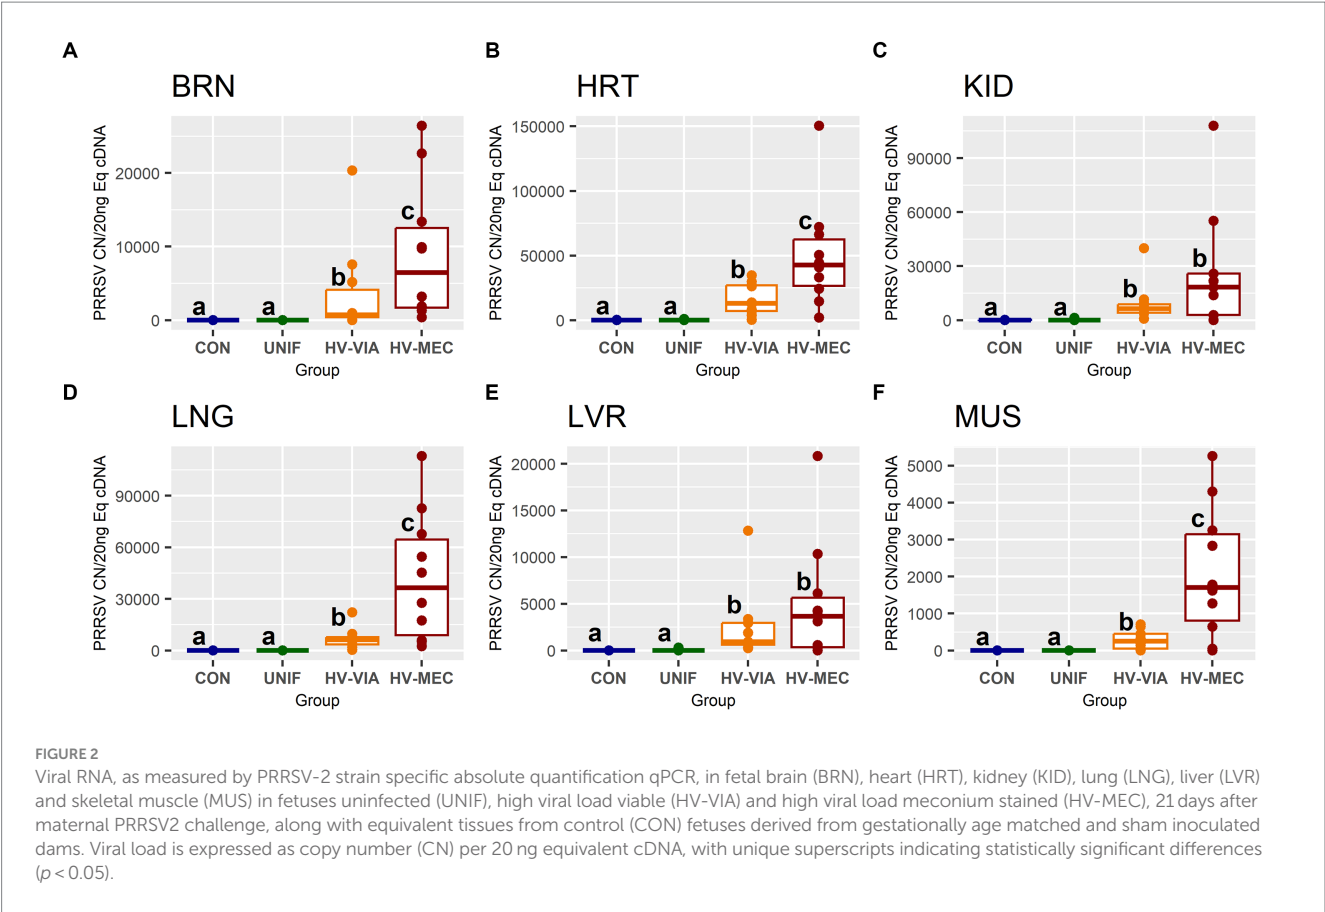 A
B
C
BRN
HRT
KID
PRRSV CN/20ng Eq cDNA
20000
10000
0
a
a
b
c
CON UNIF HV-VIA HV-MEC
Group
PRRSV CN/20ng Eq cDNA
150000
100000
50000
0
a
a
b
c
CON UNIF HV-VIA HV-MEC
Group
PRRSV CN/20ng Eq cDNA
90000
60000
30000
0
a
a
b
b
CON UNIF HV-VIA HV-MEC
Group
D
E
F
LNG
LVR
MUS
PRRSV CN/20ng Eq cDNA
90000
60000
30000
0
a
a
b
c
CON UNIF HV-VIA HV-MEC
Group
PRRSV CN/20ng Eq cDNA
20000
15000
10000
5000
0
a
a
b
b
CON UNIF HV-VIA HV-MEC
Group
PRRSV CN/20ng Eq cDNA
5000
4000
3000
2000
1000
0
a
a
b
c
CON UNIF HV-VIA HV-MEC
Group
FIGURE 2
Viral RNA, as measured by PRRSV-2 strain specific absolute quantification qPCR, in fetal brain (BRN), heart (HRT), kidney (KID), lung (LNG), liver (LVR)
and skeletal muscle (MUS) in fetuses uninfected (UNIF), high viral load viable (HV-VIA) and high viral load meconium stained (HV-MEC), 21 days after
maternal PRRSV2 challenge, along with equivalent tissues from control (CON) fetuses derived from gestationally age matched and sham inoculated
dams. Viral load is expressed as copy number (CN) per 20 ng equivalent cDNA, with unique superscripts indicating statistically significant differences
(p < 0.05).